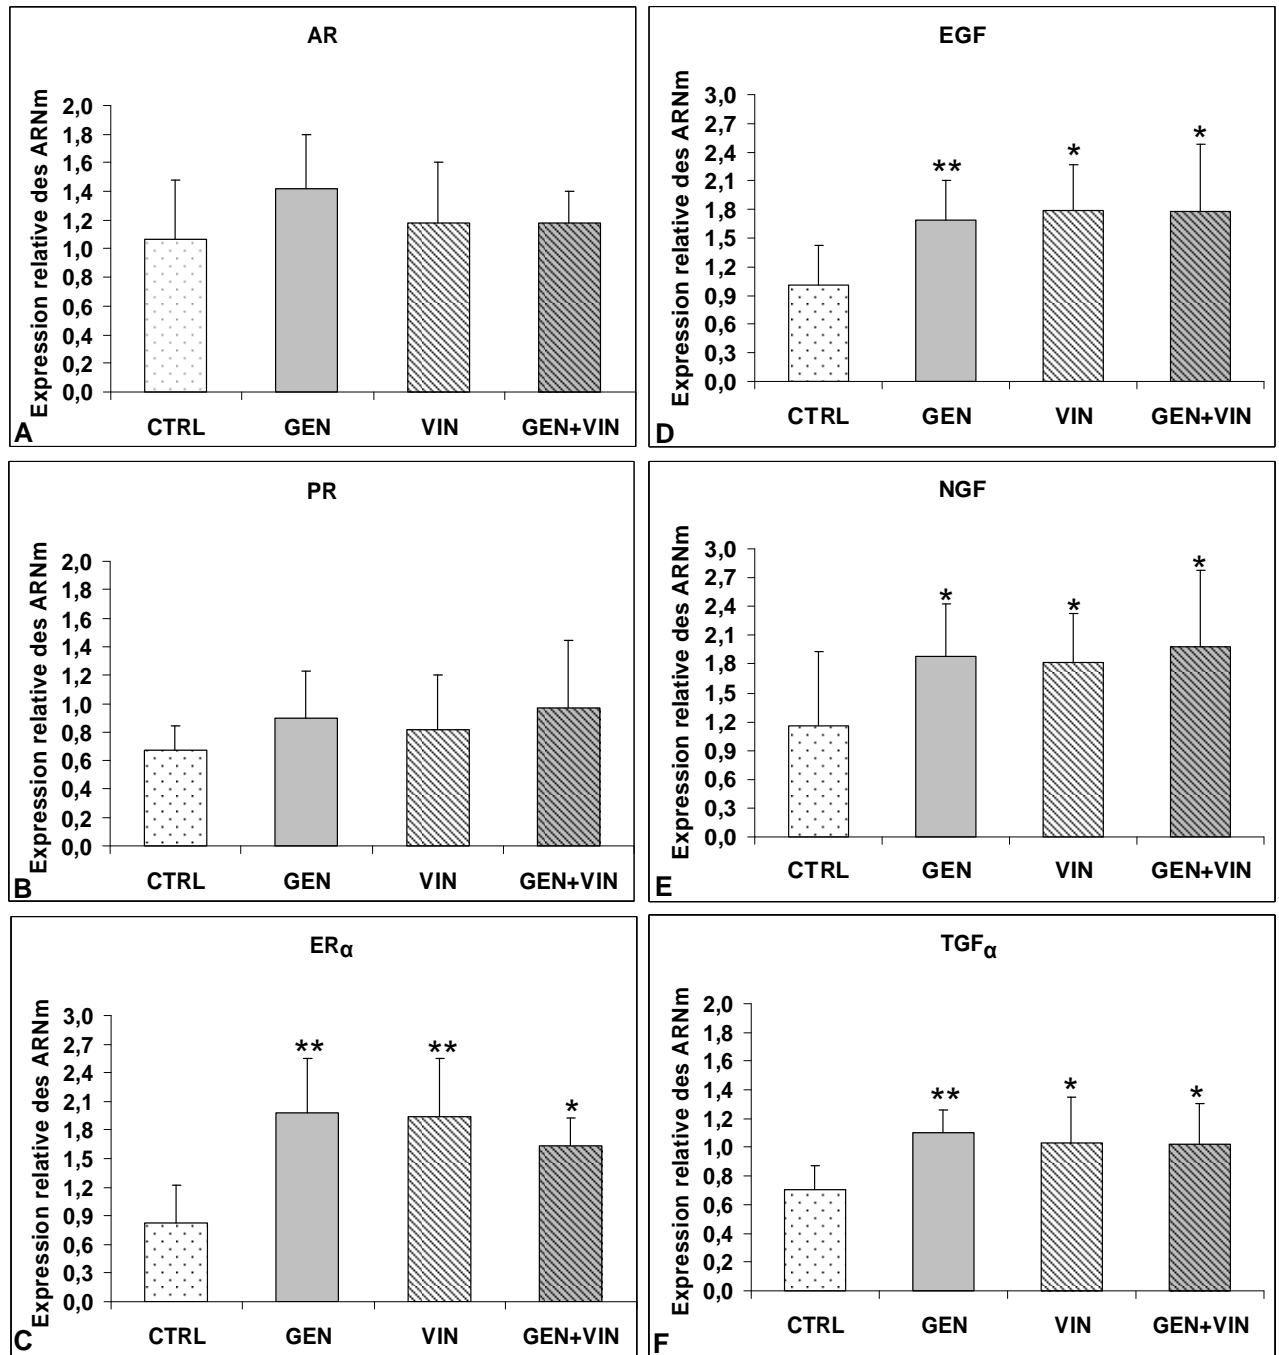 AR
Expression relative des ARNm
2,0
1,8
1,6
1,4
1,2
1,0
0,8
0,6
0,4
0,2
0,0
CTRL GEN VIN GEN+VIN
A
EGF
Expression relative des ARNm
3,0
2,7
2,4
2,1
1,8
1,5
1,2
0,9
0,6
0,3
0,0
** * *
CTRL GEN VIN GEN+VIN
D
PR
Expression relative des ARNm
2,0
1,8
1,6
1,4
1,2
1,0
0,8
0,6
0,4
0,2
0,0
CTRL GEN VIN GEN+VIN
B
NGF
Expression relative des ARNm
3,0
2,7
2,4
2,1
1,8
1,5
1,2
0,9
0,6
0,3
0,0
* * *
CTRL GEN VIN GEN+VIN
E
ERα
Expression relative des ARNm
3,0
2,7
2,4
2,1
1,8
1,5
1,2
0,9
0,6
0,3
0,0
** ** *
CTRL GEN VIN GEN+VIN
C
TGFα
Expression relative des ARNm
2,0
1,8
1,6
1,4
1,2
1,0
0,8
0,6
0,4
0,2
0,0
** * *
CTRL GEN VIN GEN+VIN
F